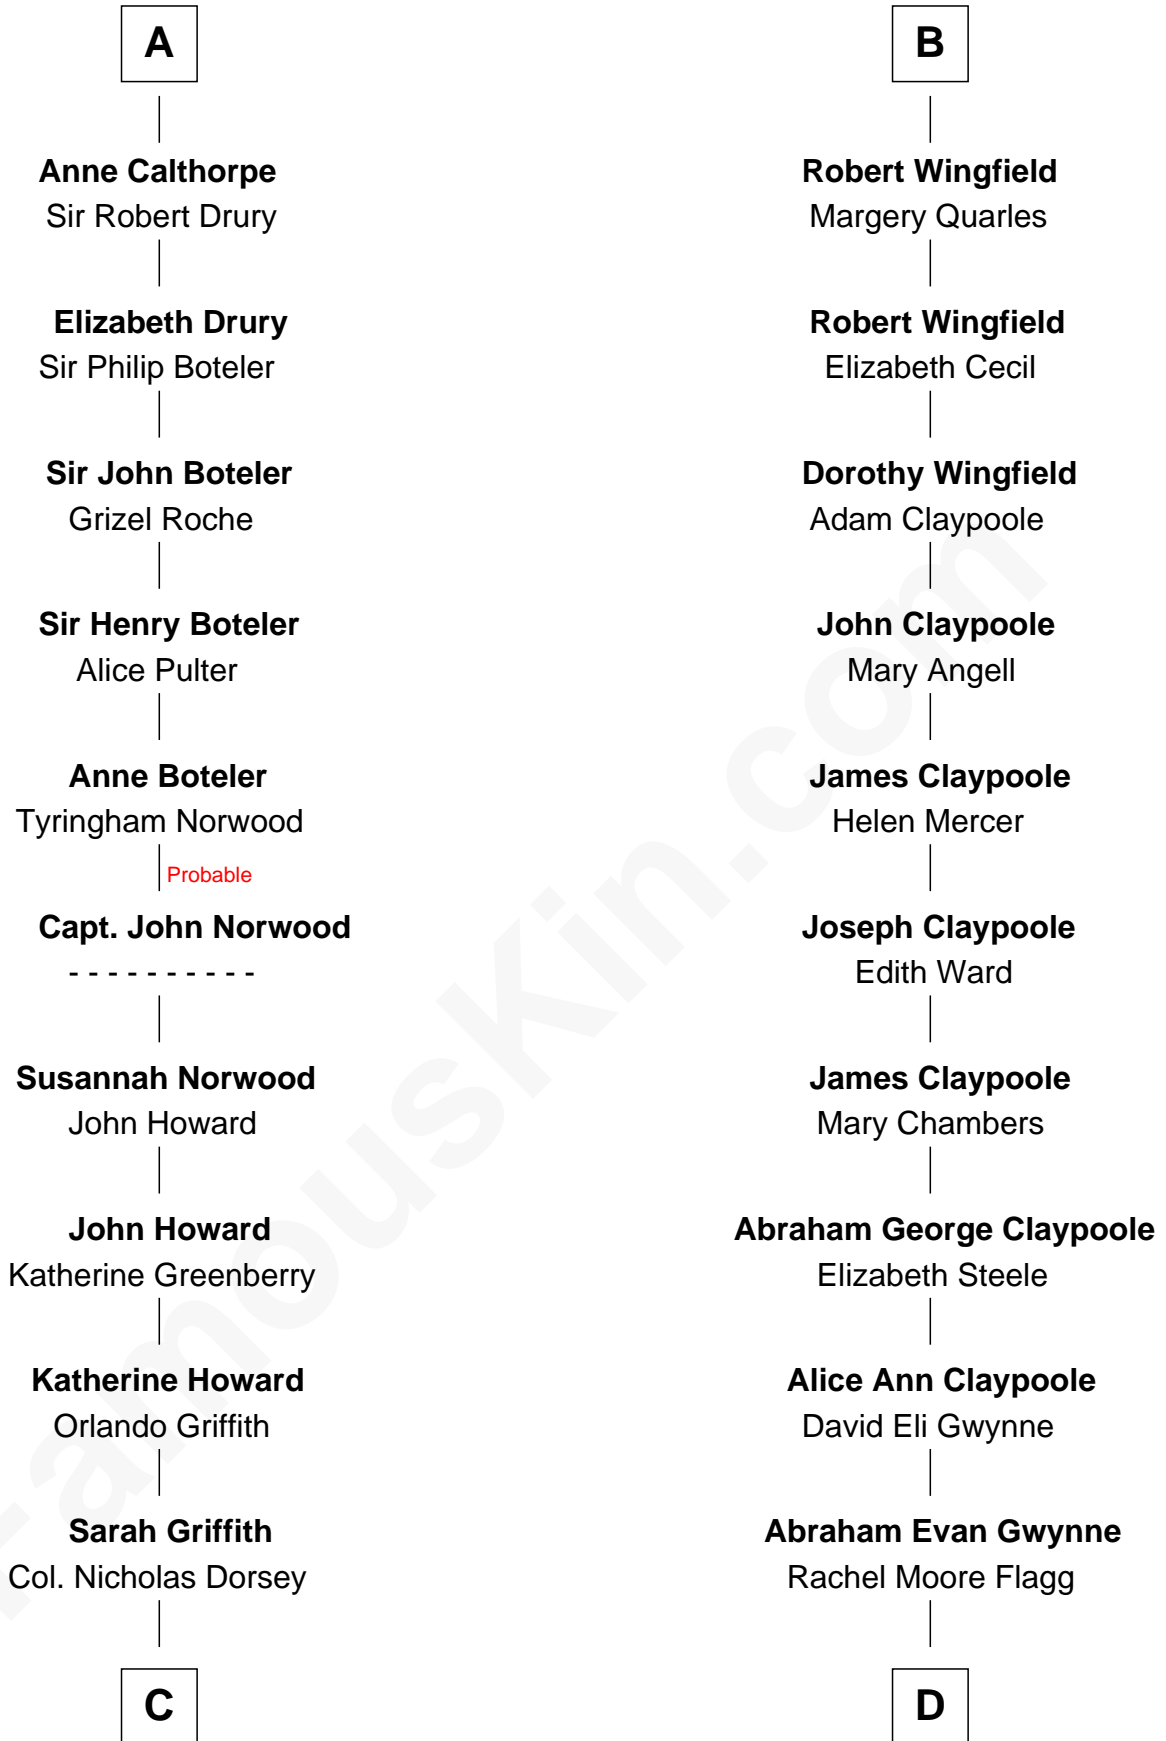 A
Anne Calthorpe
Sir Robert Drury
Elizabeth Drury
Sir Philip Boteler
Sir John Boteler
Grizel Roche
Sir Henry Boteler
Alice Pulter
Anne Boteler
Tyringham Norwood
Probable
Capt. John Norwood
- - - - - - - - - -
Susannah Norwood
John Howard
John Howard
Katherine Greenberry
Katherine Howard
Orlando Griffith
Sarah Griffith
Col. Nicholas Dorsey
C
B
Robert Wingfield
Margery Quarles
Robert Wingfield
Elizabeth Cecil
Dorothy Wingfield
Adam Claypoole
John Claypoole
Mary Angell
James Claypoole
Helen Mercer
Joseph Claypoole
Edith Ward
James Claypoole
Mary Chambers
Abraham George Claypoole
Elizabeth Steele
Alice Ann Claypoole
David Eli Gwynne
Abraham Evan Gwynne
Rachel Moore Flagg
D
FamousKin.com